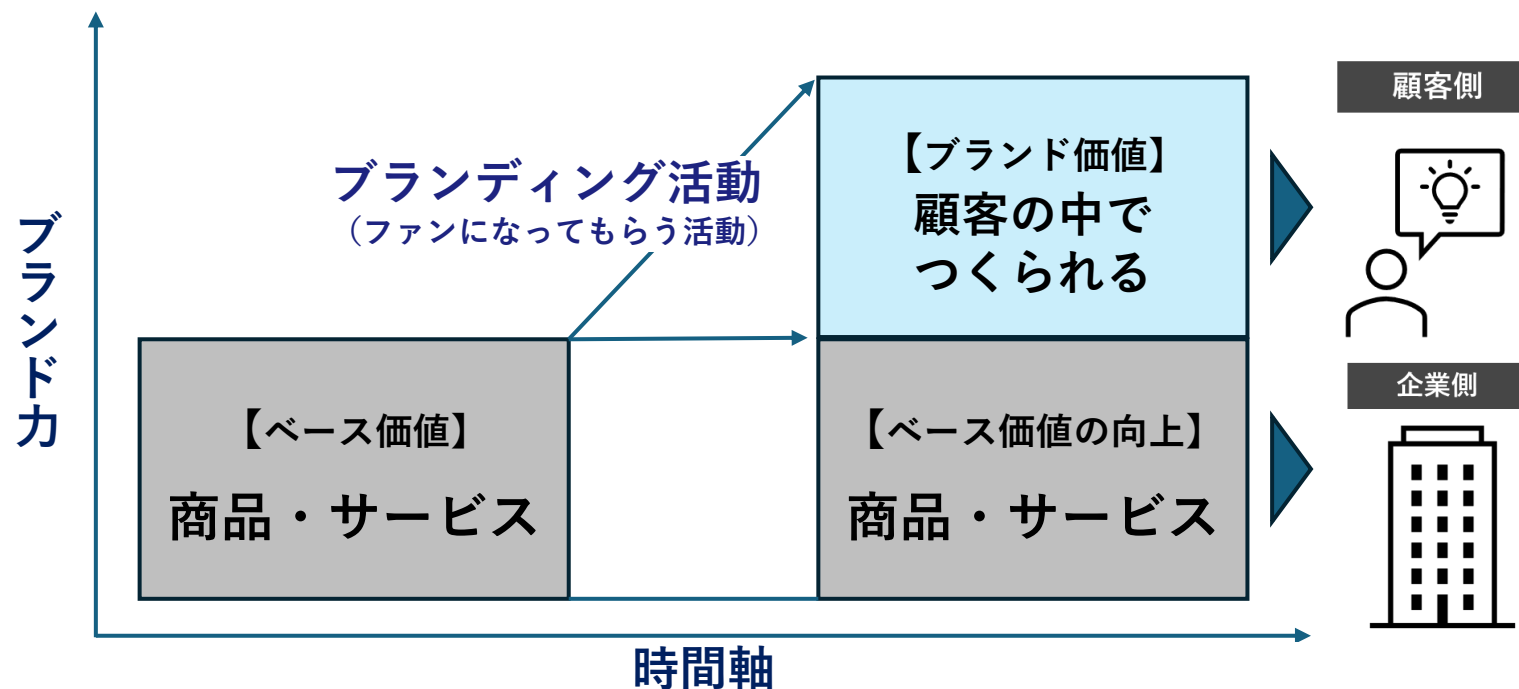 ブランド力
ブランディング活動
（ファンになってもらう活動）
【ベース価値】
商品・サービス
【ブランド価値】
顧客の中で
つくられる
【ベース価値の向上】
商品・サービス
顧客側
企業側
時間軸